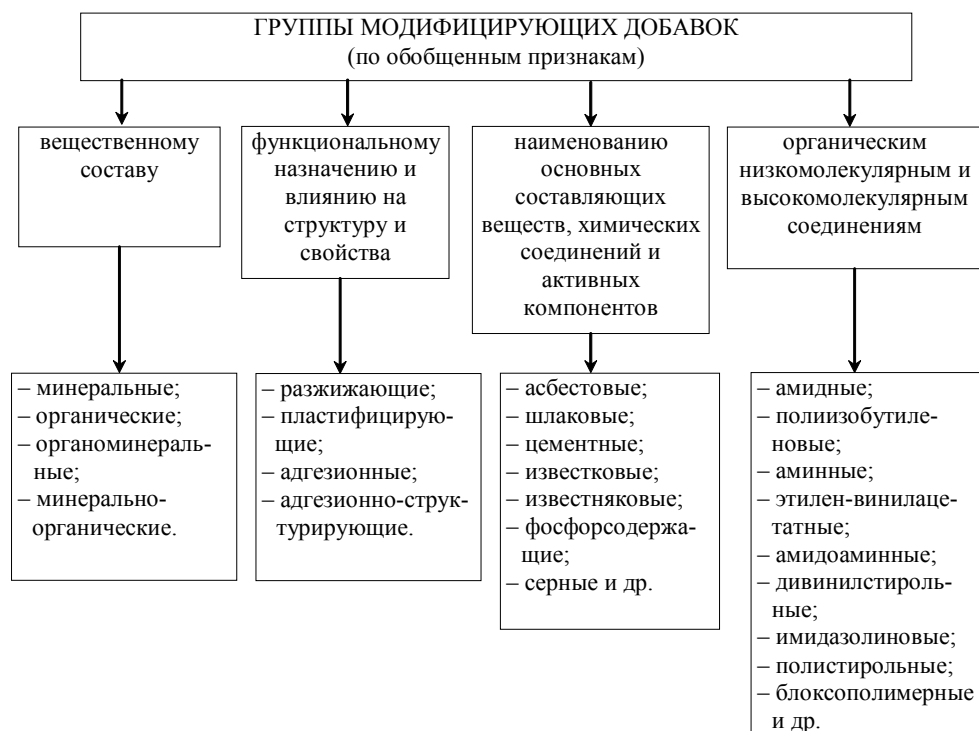 ГРУППЫ МОДИФИЦИРУЮЩИХ ДОБАВОК
(по обобщенным признакам)
вещественному
составу
функциональному
назначению и
влиянию на
структуру и
свойства
наименованию
основных
составляющих
веществ, химических
соединений и
активных
компонентов
органическим
низкомолекулярным и
высокомолекулярным
соединениям
– минеральные;
– органические;
– органоминераль-
ные;
– минерально-
органические.
– разжижающие;
– пластифицирую-
щие;
– адгезионные;
– адгезионно-струк-
турирующие.
– асбестовые;
– шлаковые;
– цементные;
– известковые;
– известняковые;
– фосфорсодержа-
щие;
– серные и др.
– амидные;
– полиизобутиле-
новые;
– аминные;
– этилен-винилаце-
татные;
– амидоаминные;
– дивинилстироль-
ные;
– имидазолиновые;
– полистирольные;
– блоксополимерные
и др.